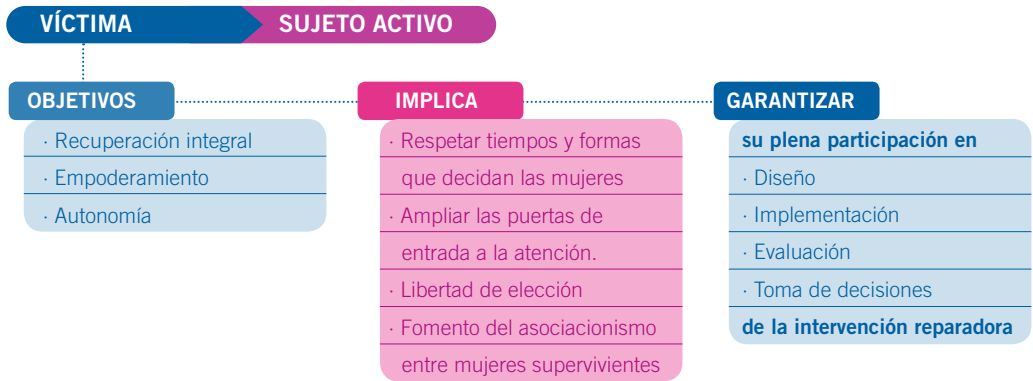 VÍCTIMA
SUJETO ACTIVO
OBJETIVOS
· Recuperación integral
· Empoderamiento
· Autonomía
IMPLICA
· Respetar tiempos y formas
que decidan las mujeres
· Ampliar las puertas de
entrada a la atención.
· Libertad de elección
· Fomento del asociacionismo
entre mujeres supervivientes
GARANTIZAR
su plena participación en
· Diseño
· Implementación
· Evaluación
· Toma de decisiones
de la intervención reparadora